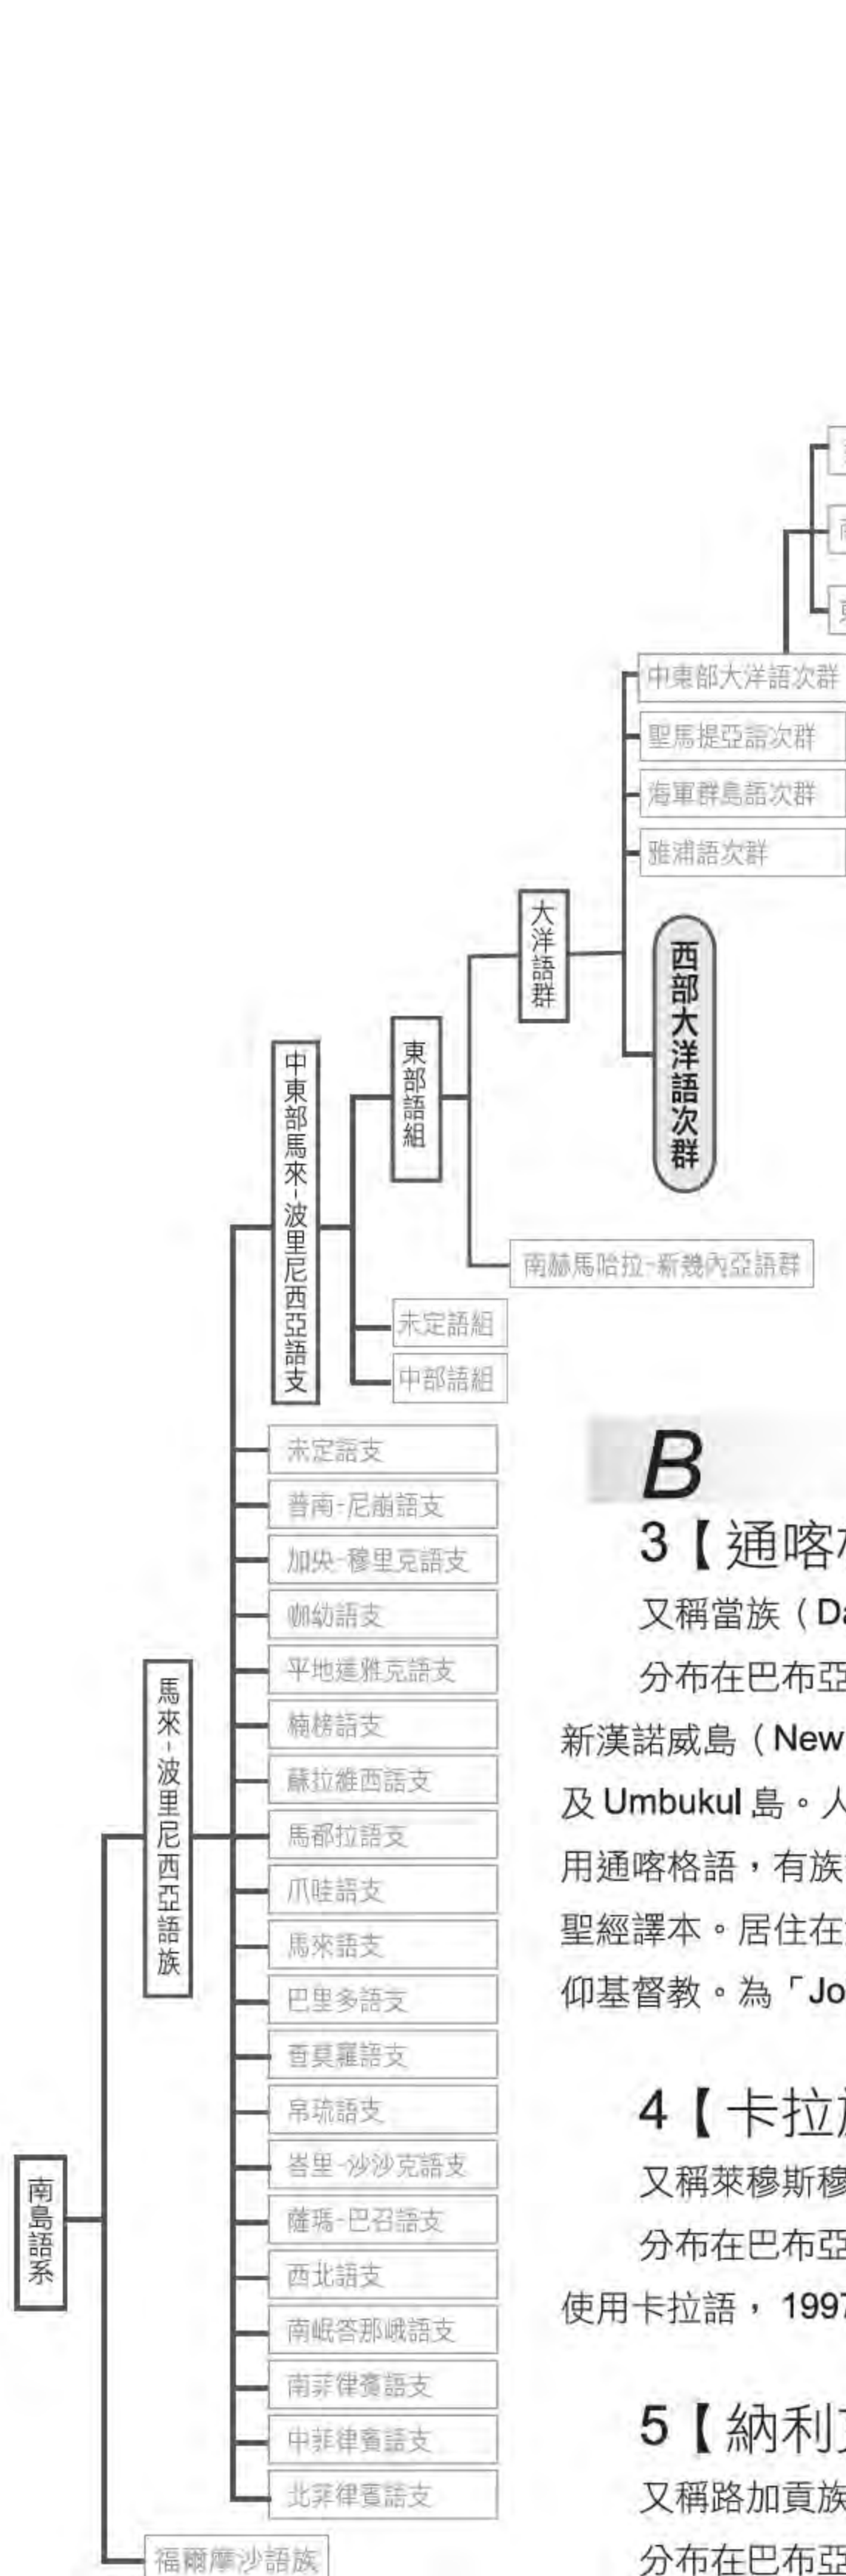 中東部大洋語次群
聖馬提亞語次群
海軍群島語次群
雅浦語次群
大洋語群
西部大洋語次群
東部語組
中東部馬來-波里尼西亞語支
南赫馬哈拉-新幾內亞語群
未定語組
中部語組
未定語支
普南-尼崩語支
加央-穆里克語支
咖幼語支
平地達雅克語支
楠榜語支
蘇拉維西語支
馬都拉語支
爪哇語支
馬來語支
巴里多語支
查莫羅語支
帛琉語支
峇里-沙沙克語支
薩瑪-巴召語支
西北語支
南岷答那峨語支
南菲律賓語支
中菲律賓語支
北菲律賓語支
馬來-波里尼西亞語族
南島語系
福爾摩沙語族
B
3【通喀
又稱當族（Da
分布在巴布亞
新漢諾威島（New
及 Umbukul 島。人
用通喀格語，有族
聖經譯本。居住在
仰基督教。為「Jo
4【卡拉
又稱萊穆斯穆
分布在巴布亞
使用卡拉語， 1997
5【納利
又稱路加貢族
分布在巴布亞